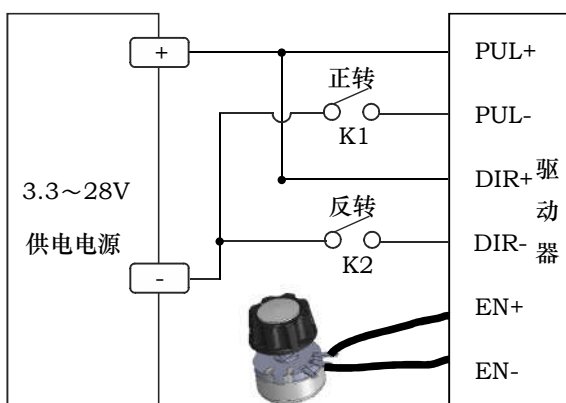 +
PUL+
正转
PUL-
K1
3.3～28V
供电电源
DIR+
驱动器
反转
DIR-
K2
-
EN+
EN-